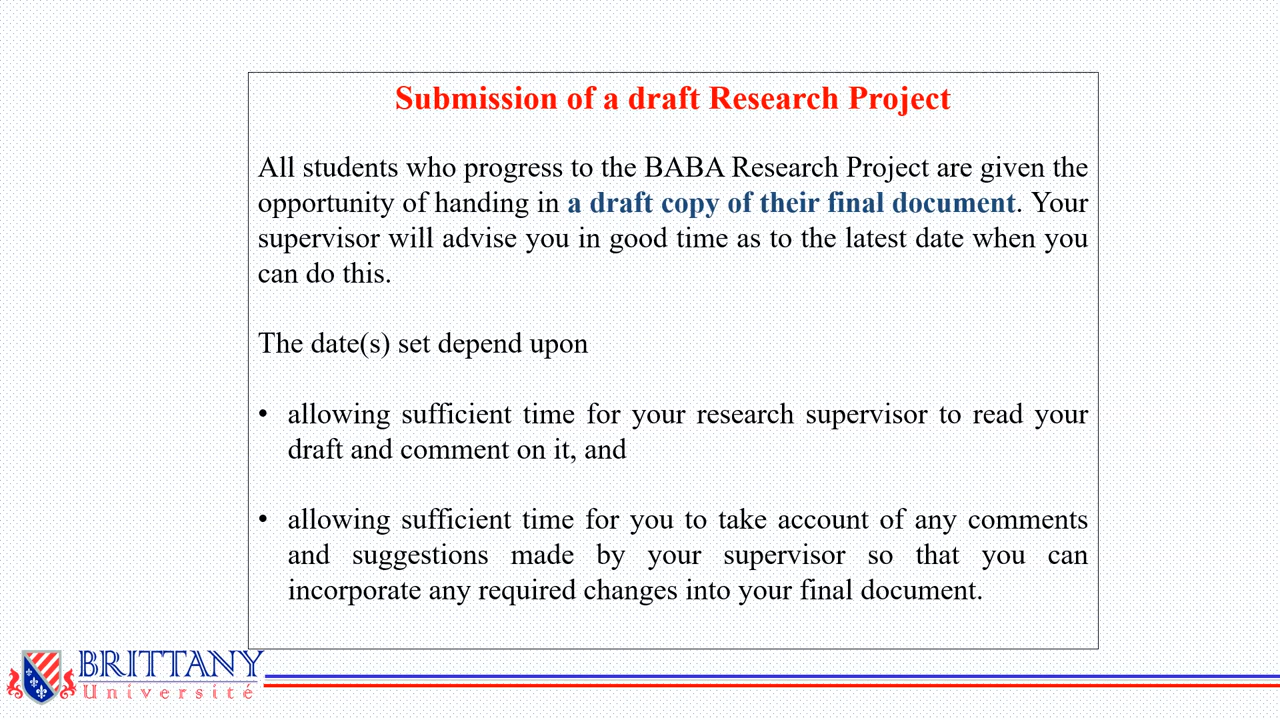 Submission of a draft Research Project
All students who progress to the BABA Research Project are given the
opportunity of handing in a draft copy of their final document. Your
supervisor will advise you in good time as to the latest date when you
can do this.
The date(s) set depend upon
• allowing sufficient time for your research supervisor to read your
draft and comment on it, and
• allowing sufficient time for you to take account of any comments
and suggestions made by your supervisor so that you can
incorporate any required changes into your final document.
BRITTANY
Université